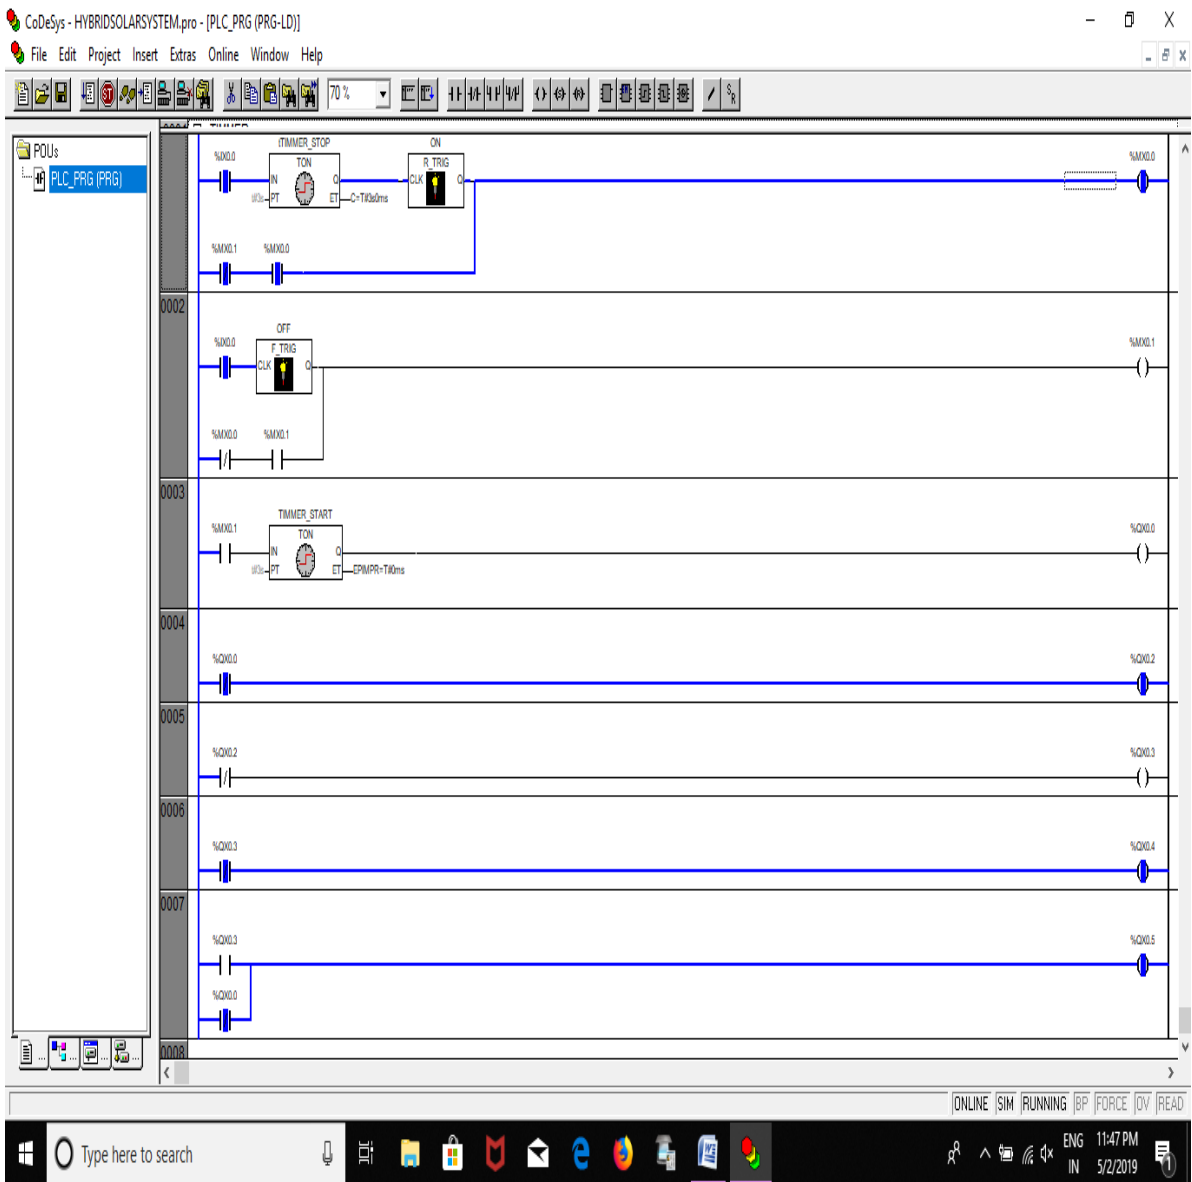 CoDeSys - HYBRIDSOLARSYSTEM.pro - [PLC_PRG (PRG-LD)]
File Edit Project Insert Extras Online Window Help
70 %
POUs
PLC_PRG (PRG)
%IX0.0
tTIMMER_STOP
TON
IN
Q
t#3s
PT
ET
C=T#3s0ms
ON
R_TRIG
CLK
Q
%MX0.0
%MX0.1
%MX0.0
0002
%IX0.0
OFF
F_TRIG
CLK
Q
%MX0.1
%MX0.0
%MX0.1
0003
%MX0.1
TIMMER_START
TON
IN
Q
t#3s
PT
ET
EPIMPR=T#0ms
%QX0.0
0004
%QX0.0
%QX0.2
0005
%QX0.2
%QX0.3
0006
%QX0.3
%QX0.4
0007
%QX0.3
%QX0.5
%QX0.0
0008
ONLINE SIM RUNNING BP FORCE OV READ
Type here to search
ENG
IN
11:47 PM
5/2/2019
1